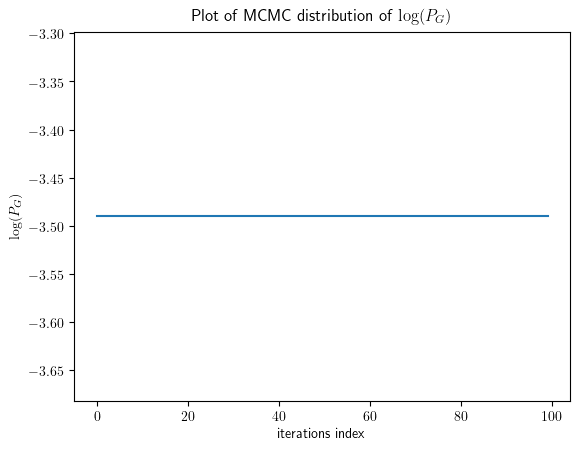 Plot of MCMC distribution of log(P_G)
−3.30
−3.35
−3.40
−3.45
−3.50
−3.55
−3.60
−3.65
log(P_G)
0 20 40 60 80 100
iterations index